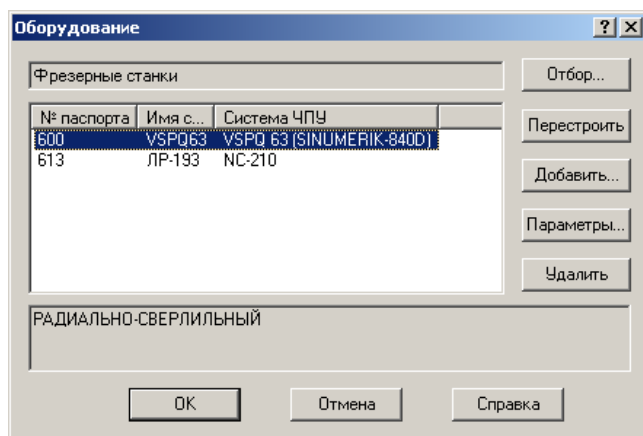 Оборудование
Фрезерные станки
Отбор...
№ паспорта Имя с... Система ЧПУ
Перестроить
600 VSPQ63 VSPQ 63 (SINUMERIK-840D)
613 ЛР-193 NC-210
Добавить...
Параметры...
Удалить
РАДИАЛЬНО-СВЕРЛИЛЬНЫЙ
OK Отмена Справка